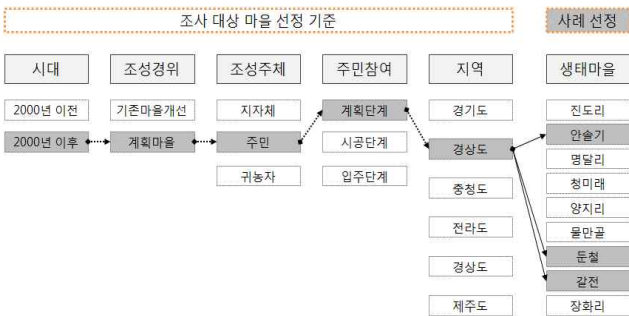 조사 대상 마을 선정 기준
사례 선정
시대
조성경위
조성주체
주민참여
지역
생태마을
2000년 이전
기존마을개선
지자체
계획단계
경기도
진도리
2000년 이후
계획마을
주민
시공단계
경상도
안솔기
명달리
귀농자
입주단계
충청도
청미래
양지리
전라도
물만골
둔철
경상도
갈전
제주도
장화리